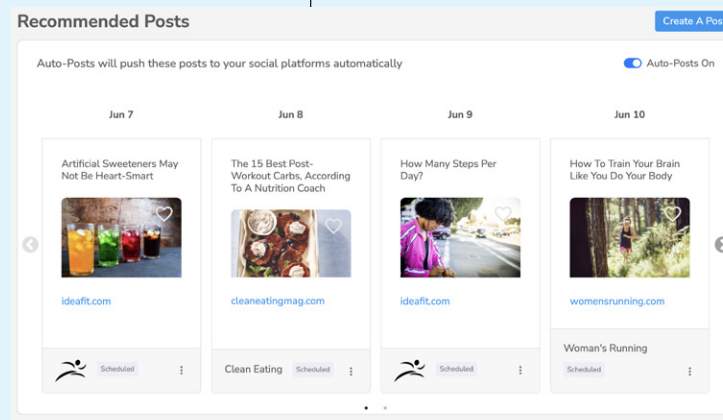 Recommended Posts
Create A Pos
Auto-Posts will push these posts to your social platforms automatically
Auto-Posts On
Jun 7
Jun 8
Jun 9
Jun 10
Artificial Sweeteners May
Not Be Heart-Smart
The 15 Best Post-
Workout Carbs, According
To A Nutrition Coach
How Many Steps Per
Day?
How To Train Your Brain
Like You Do Your Body
ideafit.com
cleaneatingmag.com
ideafit.com
womensrunning.com
Scheduled
Clean Eating
Scheduled
Scheduled
Woman's Running
Scheduled